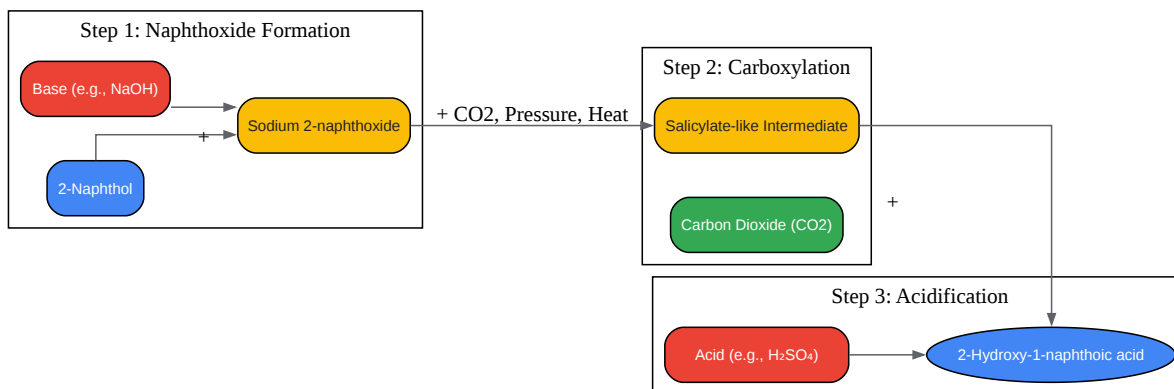 Step 1: Naphthoxide Formation
Base (e.g., NaOH)
Sodium 2-naphthoxide
+
2-Naphthol
+ CO2, Pressure, Heat
Step 2: Carboxylation
Salicylate-like Intermediate
Carbon Dioxide (CO2)
+
Step 3: Acidification
Acid (e.g., H₂SO₄)
2-Hydroxy-1-naphthoic acid